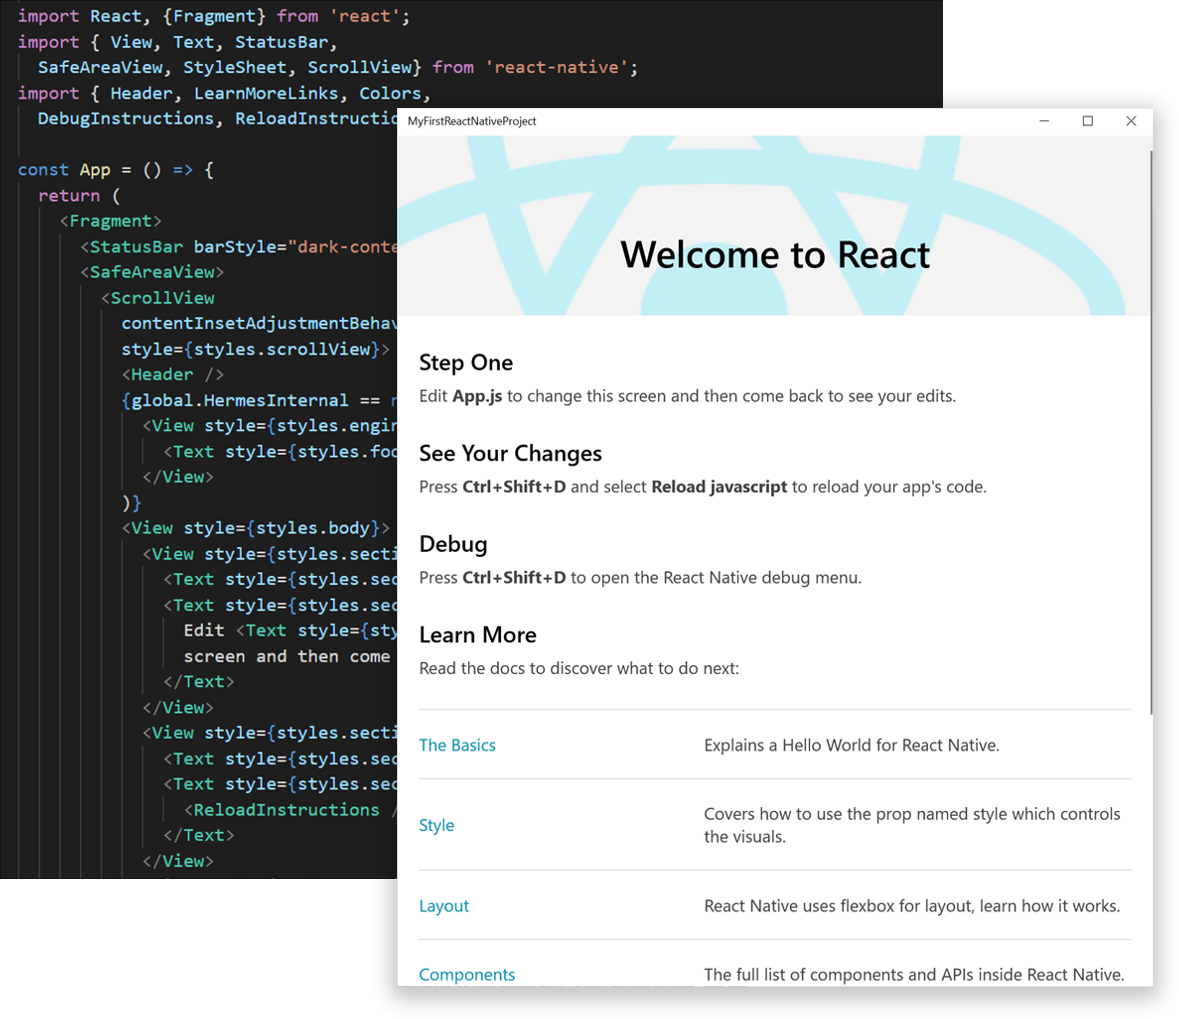 import React, {Fragment} from 'react';
import { View, Text, StatusBar,
SafeAreaView, StyleSheet, ScrollView} from 'react-native';
import { Header, LearnMoreLinks, Colors,
DebugInstructions, ReloadInstructio
const App = () => {
return (
<Fragment>
<StatusBar barStyle="dark-conte
<SafeAreaView>
<ScrollView
contentInsetAdjustmentBehav
style={styles.scrollView}>
<Header />
{global.HermesInternal == n
<View style={styles.engin
<Text style={styles.foo
</View>
)}
<View style={styles.body}>
<View style={styles.secti
<Text style={styles.sec
<Text style={styles.sec
Edit <Text style={sty
screen and then come
</Text>
</View>
<View style={styles.secti
<Text style={styles.sec
<Text style={styles.sec
<ReloadInstructions /
</Text>
</View>
MyFirstReactNativeProject
Welcome to React
Step One
Edit App.js to change this screen and then come back to see your edits.
See Your Changes
Press Ctrl+Shift+D and select Reload javascript to reload your app's code.
Debug
Press Ctrl+Shift+D to open the React Native debug menu.
Learn More
Read the docs to discover what to do next:
The Basics
Explains a Hello World for React Native.
Style
Covers how to use the prop named style which controls
the visuals.
Layout
React Native uses flexbox for layout, learn how it works.
Components
The full list of components and APIs inside React Native.